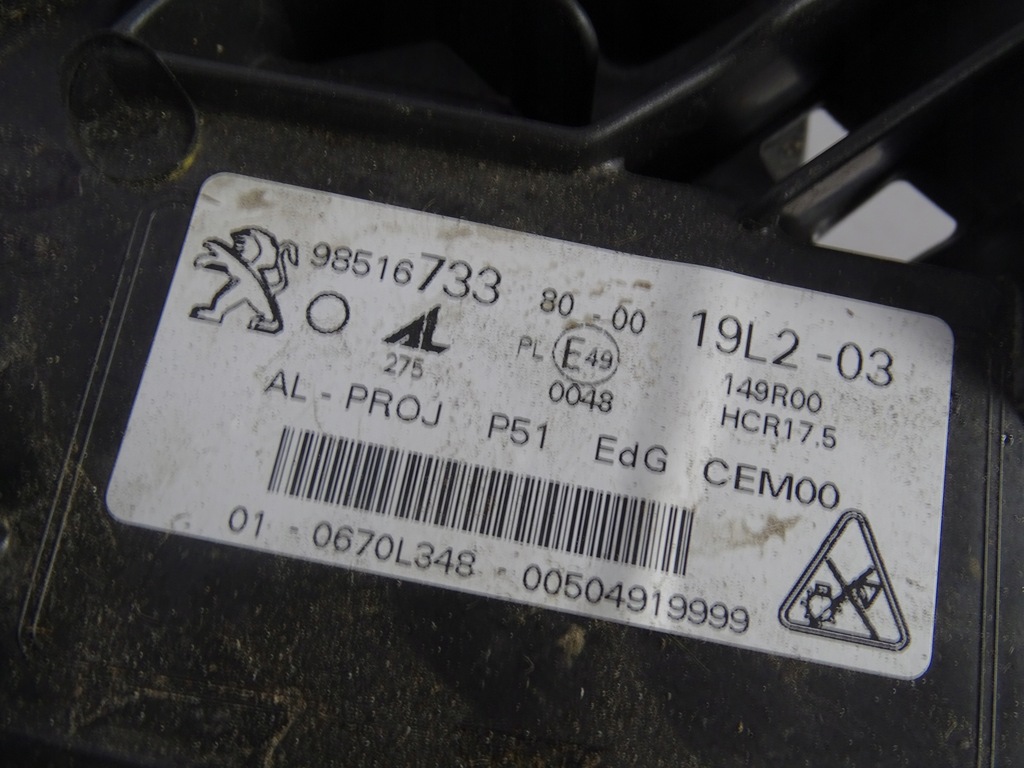 98516733 80 - 00 19L2 - 03
AL
275
PL E49
0048
149R00
HCR17.5
AL - PROJ P51 EdG CEM00
01 - 0670L348 - 00504919999